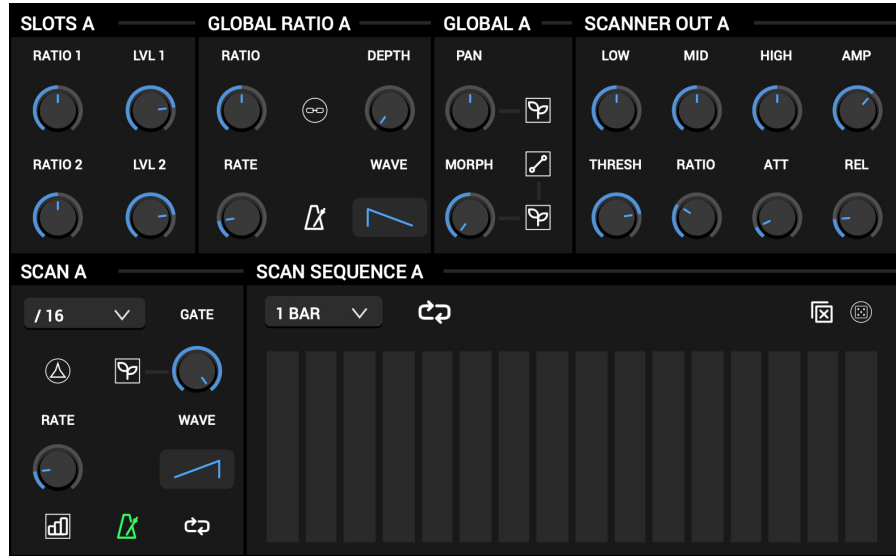 SLOTS A
GLOBAL RATIO A
GLOBAL A
SCANNER OUT A
RATIO 1
LVL 1
RATIO
DEPTH
PAN
LOW
MID
HIGH
AMP
RATIO 2
LVL 2
RATE
WAVE
MORPH
THRESH
RATIO
ATT
REL
SCAN A
SCAN SEQUENCE A
/ 16
GATE
1 BAR
RATE
WAVE